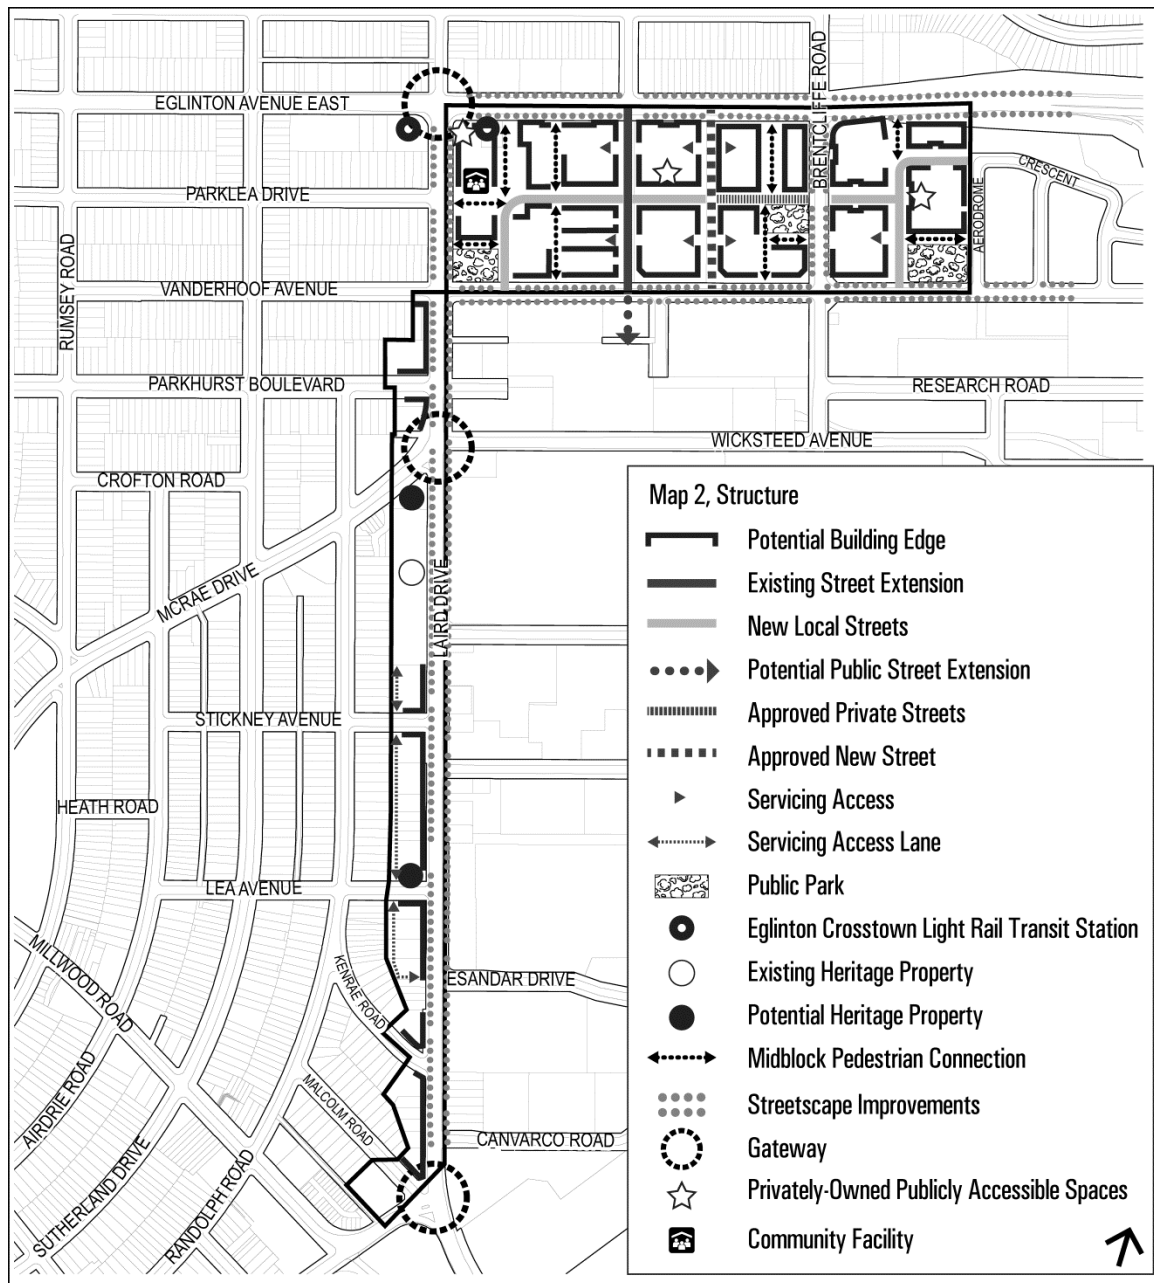 BRENTCLIFFE ROAD
EGLINTON AVENUE EAST
CRESCENT
PARKLEA DRIVE
AERODROME
RUMSEY ROAD
VANDERHOOF AVENUE
PARKHURST BOULEVARD
RESEARCH ROAD
WICKSTEED AVENUE
CROFTON ROAD
MCRAE DRIVE
LAIRD DRIVE
STICKNEY AVENUE
HEATH ROAD
LEA AVENUE
MILLWOOD ROAD
KENRAE ROAD
ESANDAR DRIVE
AIRDRIE ROAD
MALCOLM ROAD
CANVARCO ROAD
SUTHERLAND DRIVE
RANDOLPH ROAD
Map 2, Structure
Potential Building Edge
Existing Street Extension
New Local Streets
Potential Public Street Extension
Approved Private Streets
Approved New Street
Servicing Access
Servicing Access Lane
Public Park
Eglinton Crosstown Light Rail Transit Station
Existing Heritage Property
Potential Heritage Property
Midblock Pedestrian Connection
Streetscape Improvements
Gateway
Privately-Owned Publicly Accessible Spaces
Community Facility